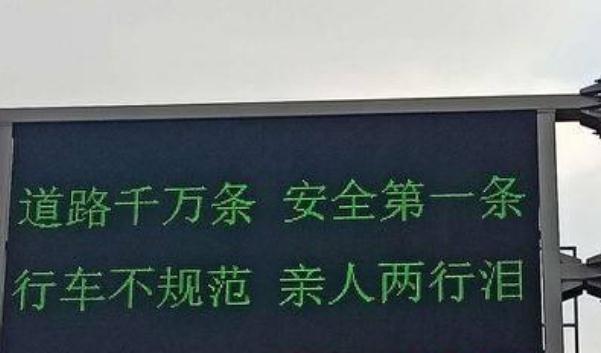 道路千万条 安全第一条
行车不规范 亲人两行泪